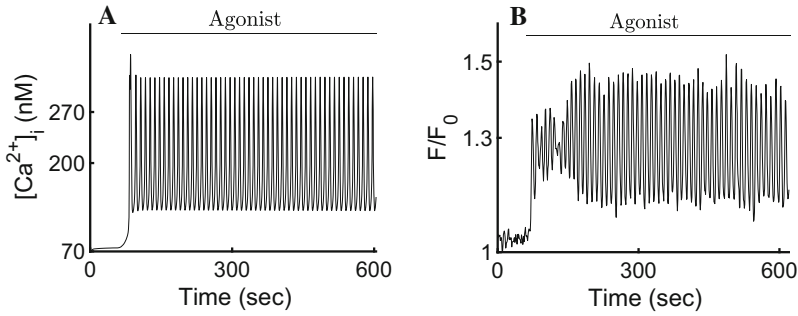 A
Agonist
[Ca2+]i (nM)
270
200
70
0
300
600
Time (sec)
B
Agonist
F/F0
1.5
1.3
1
0
300
600
Time (sec)